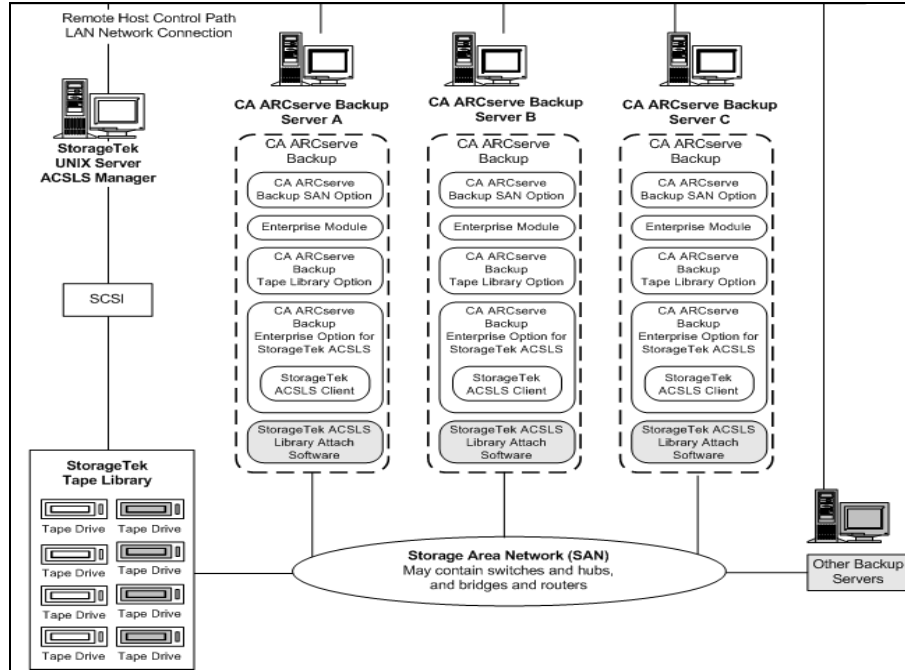 Remote Host Control Path
LAN Network Connection
StorageTek
UNIX Server
ACSLS Manager
SCSI
CA ARCserve Backup
Server A
CA ARCserve
Backup
CA ARCserve
Backup SAN Option
Enterprise Module
CA ARCserve
Backup
Tape Library Option
CA ARCserve
Backup
Enterprise Option for
StorageTek ACSLS
StorageTek
ACSLS Client
StorageTek ACSLS
Library Attach
Software
CA ARCserve Backup
Server B
CA ARCserve
Backup
CA ARCserve
Backup SAN Option
Enterprise Module
CA ARCserve
Backup
Tape Library Option
CA ARCserve
Backup
Enterprise Option for
StorageTek ACSLS
StorageTek
ACSLS Client
StorageTek ACSLS
Library Attach
Software
CA ARCserve Backup
Server C
CA ARCserve
Backup
CA ARCserve
Backup SAN Option
Enterprise Module
CA ARCserve
Backup
Tape Library Option
CA ARCserve
Backup
Enterprise Option for
StorageTek ACSLS
StorageTek
ACSLS Client
StorageTek ACSLS
Library Attach
Software
StorageTek
Tape Library
Tape Drive Tape Drive
Tape Drive Tape Drive
Tape Drive Tape Drive
Tape Drive Tape Drive
Storage Area Network (SAN)
May contain switches and hubs,
and bridges and routers
Other Backup
Servers